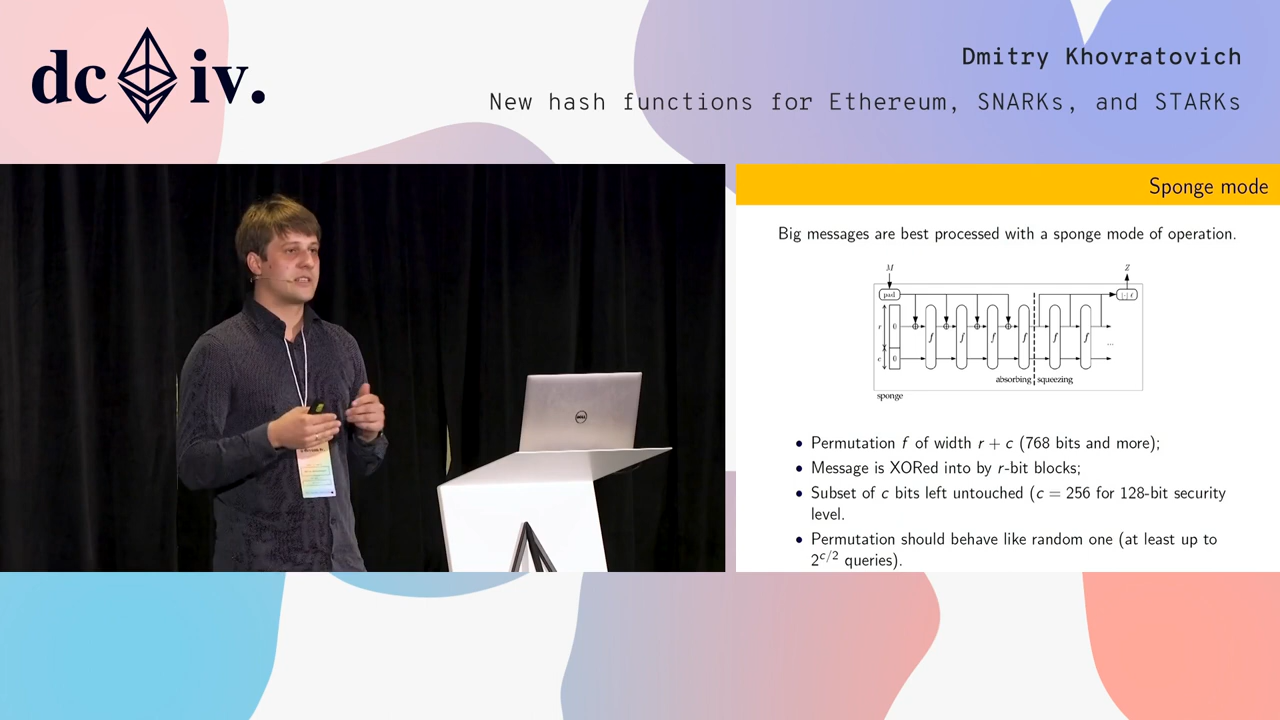 dc iv.
Dmitry Khovratovich
New hash functions for Ethereum, SNARKs, and STARKs
Sponge mode
Big messages are best processed with a sponge mode of operation.
M
Z
pad
r
0
c
0
f
f
f
f
f
f
...
absorbing
squeezing
sponge
• Permutation f of width r + c (768 bits and more);
• Message is XORed into by r-bit blocks;
• Subset of c bits left untouched (c = 256 for 128-bit security
level.
• Permutation should behave like random one (at least up to
2^{c/2} queries).
DELL